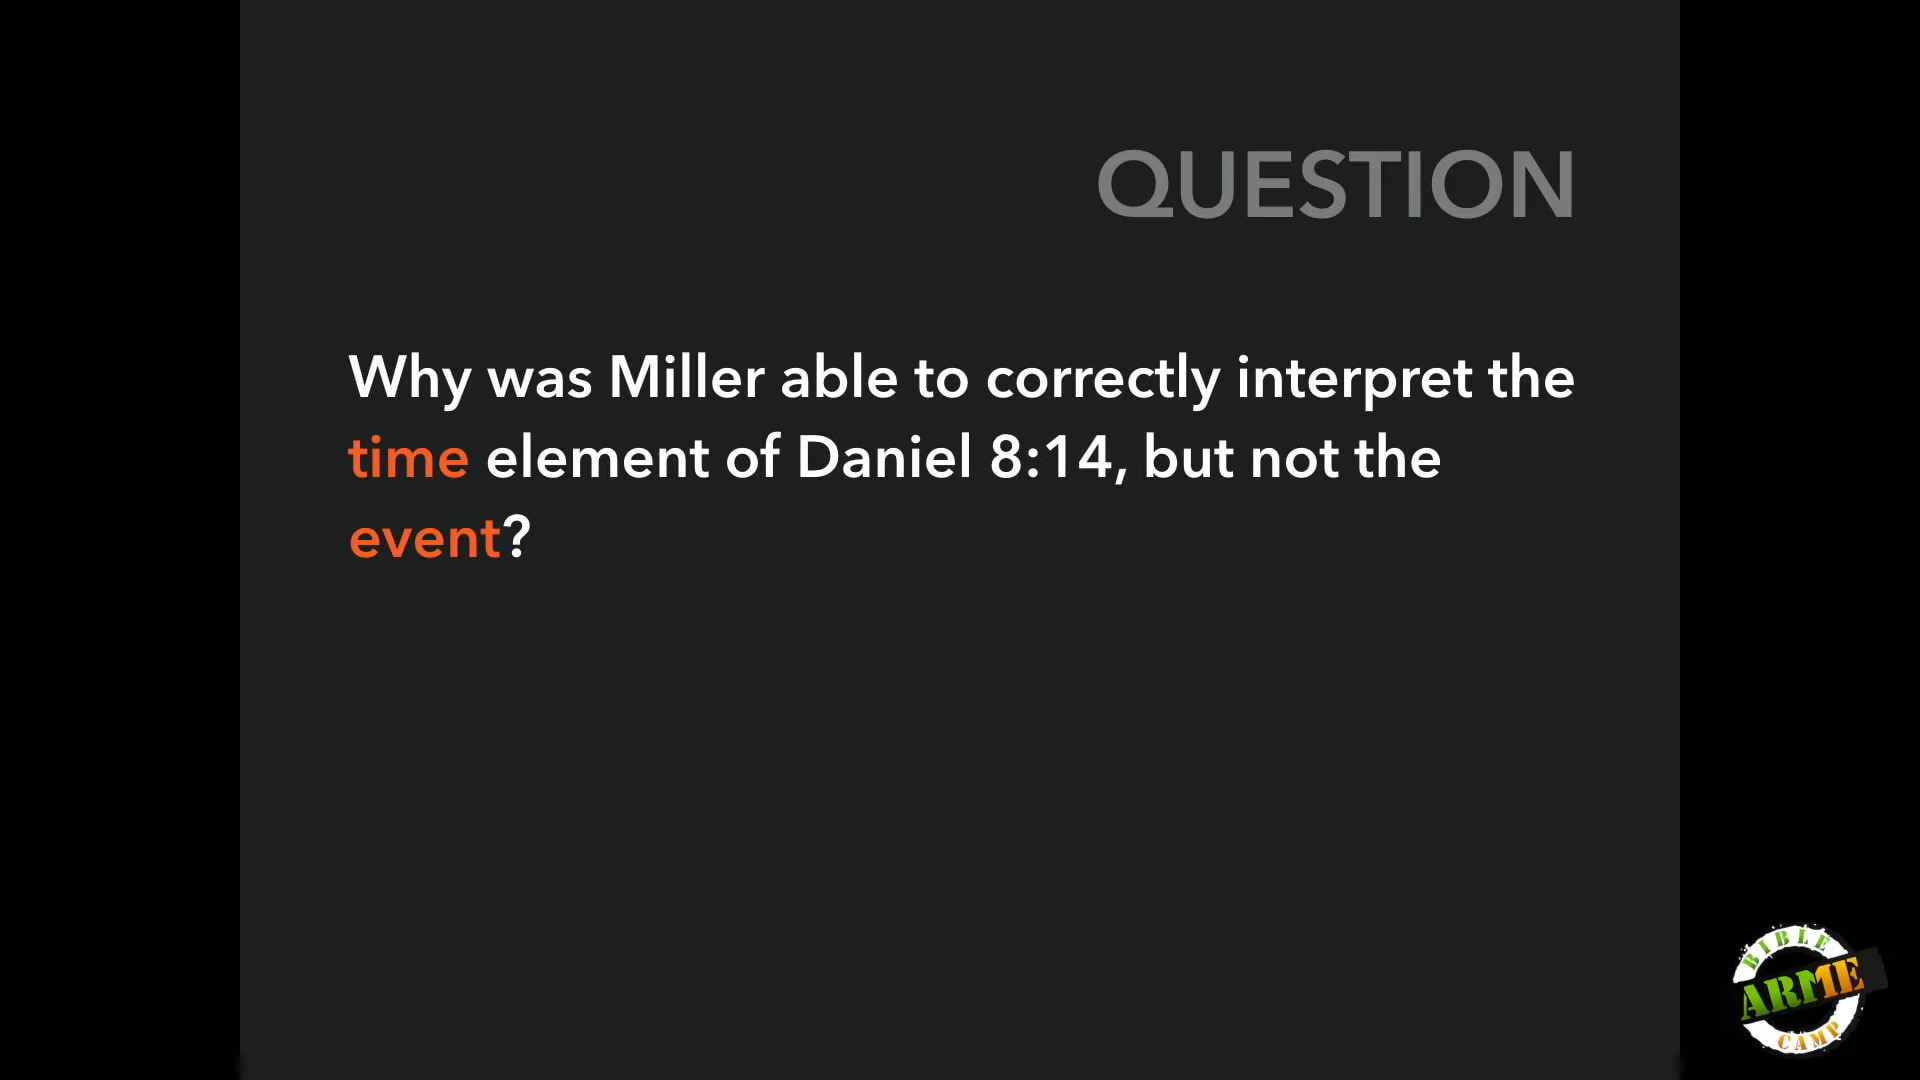 QUESTION
Why was Miller able to correctly interpret the
time element of Daniel 8:14, but not the
event?
BIBLE
ARME
CAMP